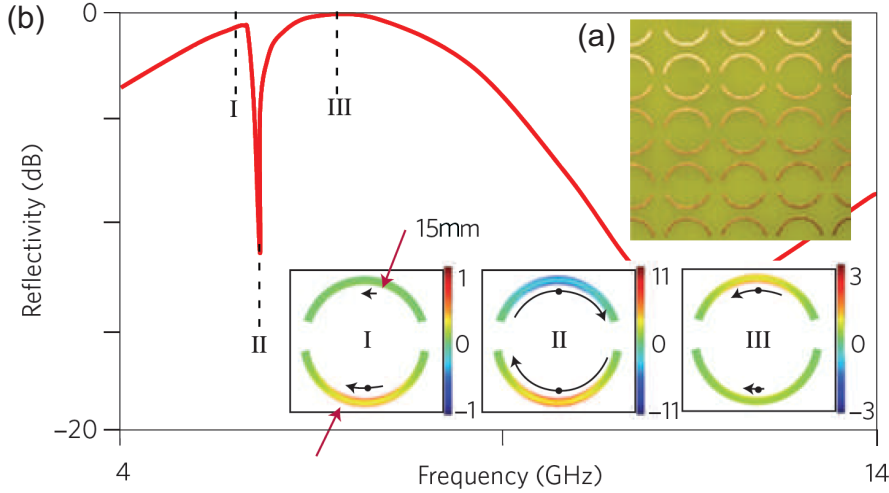 (b)
0
(a)
I
III
Reflectivity (dB)
15mm
1
11
3
I
0
II
0
III
0
II
−1
−11
−3
−20
4
Frequency (GHz)
14